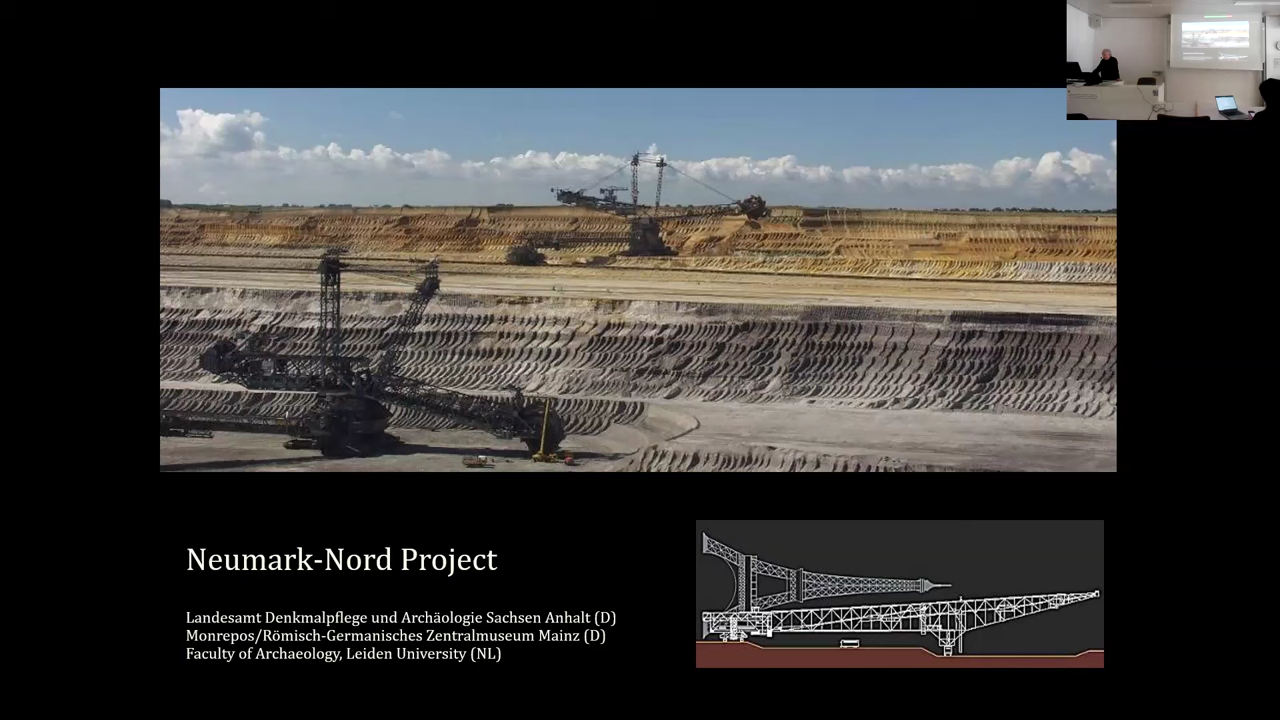 Neumark-Nord Project
Landesamt Denkmalpflege und Archäologie Sachsen Anhalt (D)
Monrepos/Römisch-Germanisches Zentralmuseum Mainz (D)
Faculty of Archaeology, Leiden University (NL)